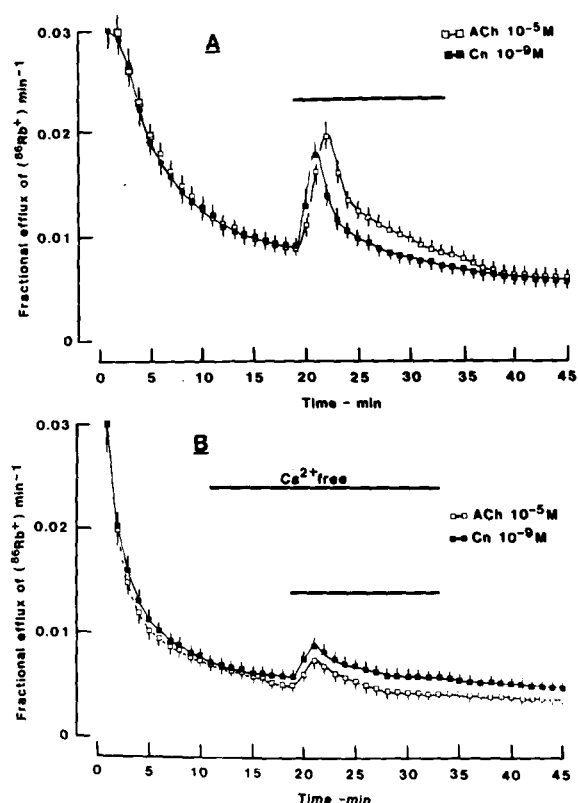 A
ACh 10⁻⁵M
Cn 10⁻⁹M
Fractional efflux of (⁸⁶Rb⁺) min⁻¹
0.03
0.02
0.01
0
0 5 10 15 20 25 30 35 40 45
Time - min
B
Ca²⁺free
ACh 10⁻⁵M
Cn 10⁻⁹M
Fractional efflux of (⁸⁶Rb⁺) min⁻¹
0.03
0.02
0.01
0
0 5 10 15 20 25 30 35 40 45
Time - min